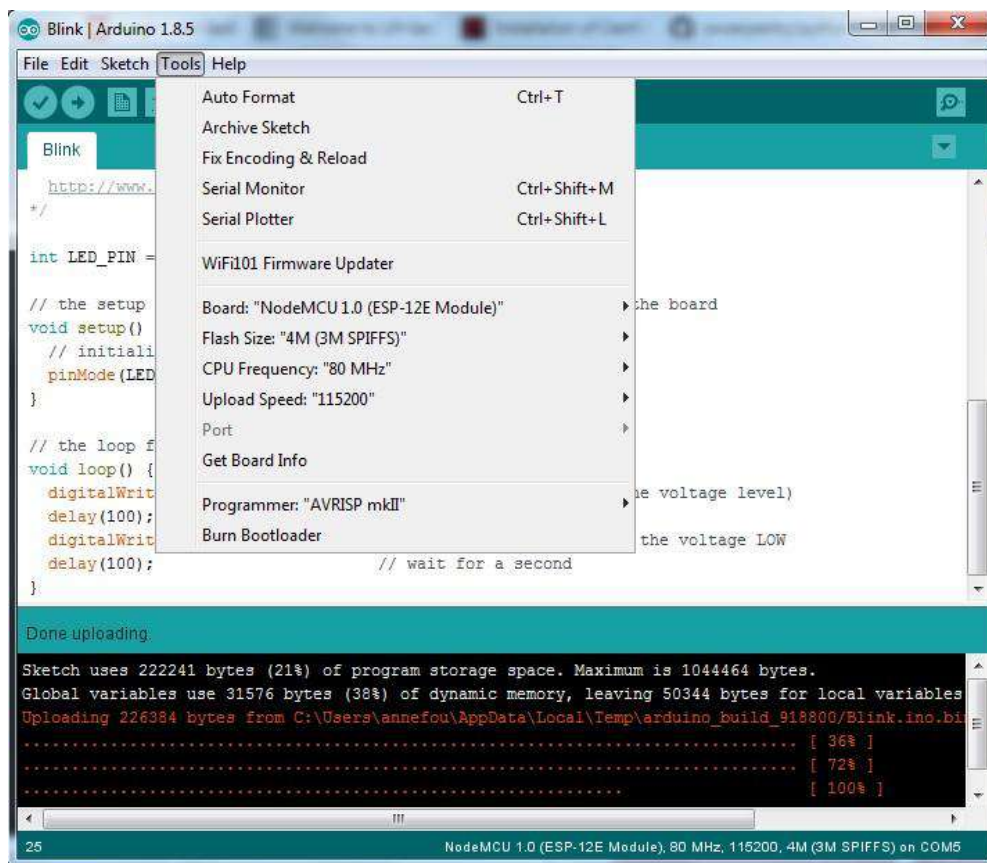 Blink | Arduino 1.8.5
File Edit Sketch Tools Help
Auto Format Ctrl+T
Archive Sketch
Fix Encoding & Reload
Serial Monitor Ctrl+Shift+M
Serial Plotter Ctrl+Shift+L
WiFi101 Firmware Updater
Board: "NodeMCU 1.0 (ESP-12E Module)"
Flash Size: "4M (3M SPIFFS)"
CPU Frequency: "80 MHz"
Upload Speed: "115200"
Port
Get Board Info
Programmer: "AVRISP mkII"
Burn Bootloader
Blink
http://www.
*/
int LED_PIN =
// the setup he board
void setup()
// initiali
pinMode(LED
}
// the loop f
void loop() {
digitalWrit e voltage level)
delay(100);
digitalWrit the voltage LOW
delay(100); // wait for a second
}
Done uploading.
Sketch uses 222241 bytes (21%) of program storage space. Maximum is 1044464 bytes.
Global variables use 31576 bytes (38%) of dynamic memory, leaving 50344 bytes for local variables
Uploading 226384 bytes from C:\Users\annefou\AppData\Local\Temp\arduino_build_918800/Blink.ino.bi
................................................................................ [ 36% ]
................................................................................ [ 72% ]
.............................................................. [ 100% ]
25 NodeMCU 1.0 (ESP-12E Module), 80 MHz, 115200, 4M (3M SPIFFS) on COM5